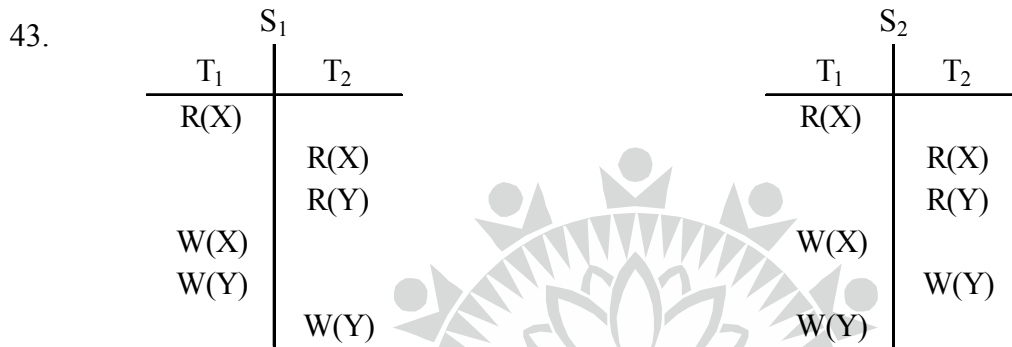 43. S₁ S₂
T₁ T₂ T₁ T₂
R(X) R(X)
R(X) R(X)
R(Y) R(Y)
W(X) W(X)
W(Y) W(Y)
W(Y) W(Y)